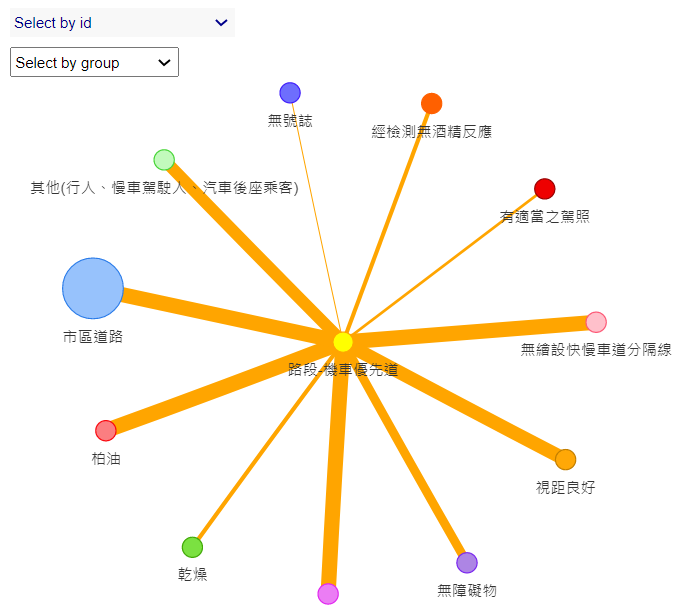 Select by id
Select by group
無號誌
經檢測無酒精反應
其他(行人、慢車駕駛人、汽車後座乘客)
有適當之駕照
市區道路
無繪設快慢車道分隔線
路段-機車優先道
柏油
視距良好
乾燥
無障礙物